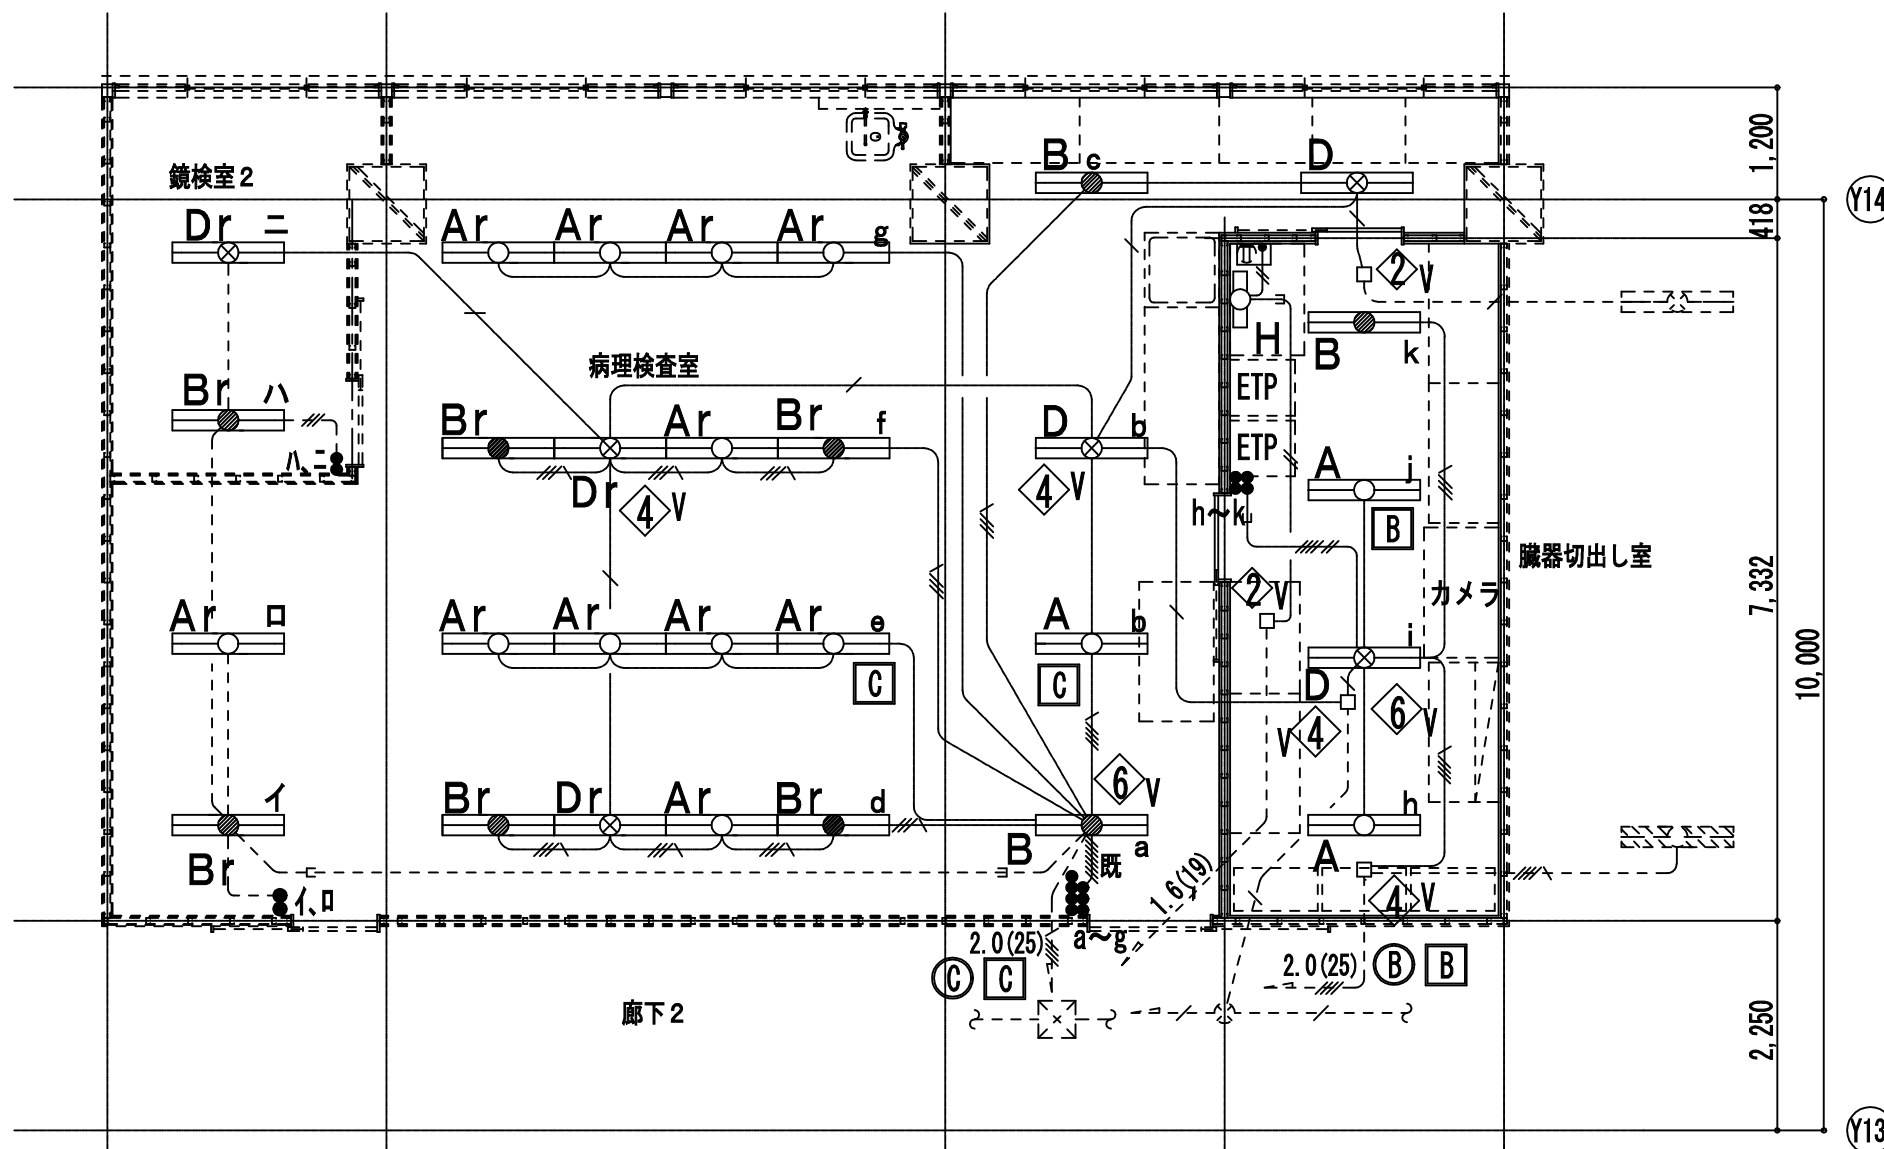 B c
D
1,200
鏡検室２
Y14
418
Dr ニ
Ar
Ar
Ar
Ar
g
2 V
H
B
k
病理検査室
Br ハ
ETP
Br
Ar
Br
f
D
b
ETP
ハ、ニ
A
j
Dr
4 V
4 V
h～k
B
臓器切出し室
カメラ
7,332
10,000
2 V
Ar ロ
Ar
Ar
Ar
Ar
e
A
b
i
C
C
D
6 V
V 4
6 V
イ
Br
Dr
Ar
Br
d
h
B
a
A
Br
既
1.6(19)
4 V
イ、ロ
a～g
2.0(25)
C
C
2.0(25)
B
B
廊下２
2,250
Y13